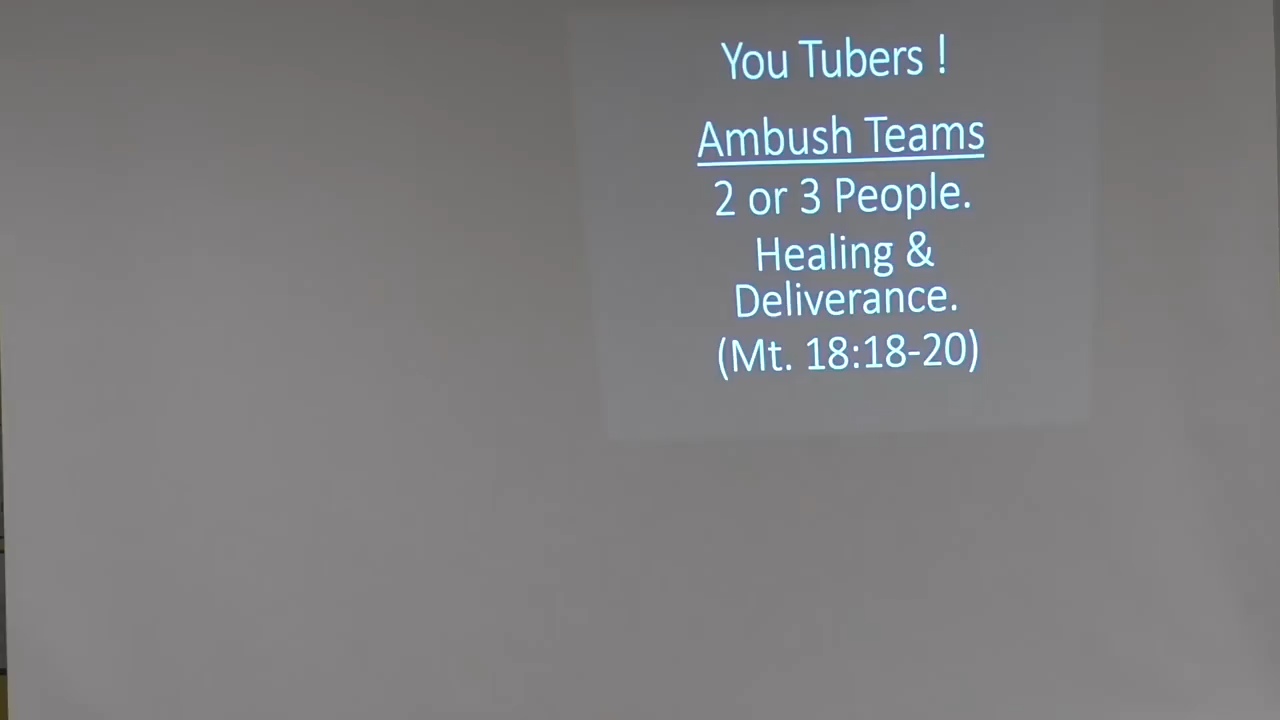 You Tubers !
Ambush Teams
2 or 3 People.
Healing &
Deliverance.
(Mt. 18:18-20)